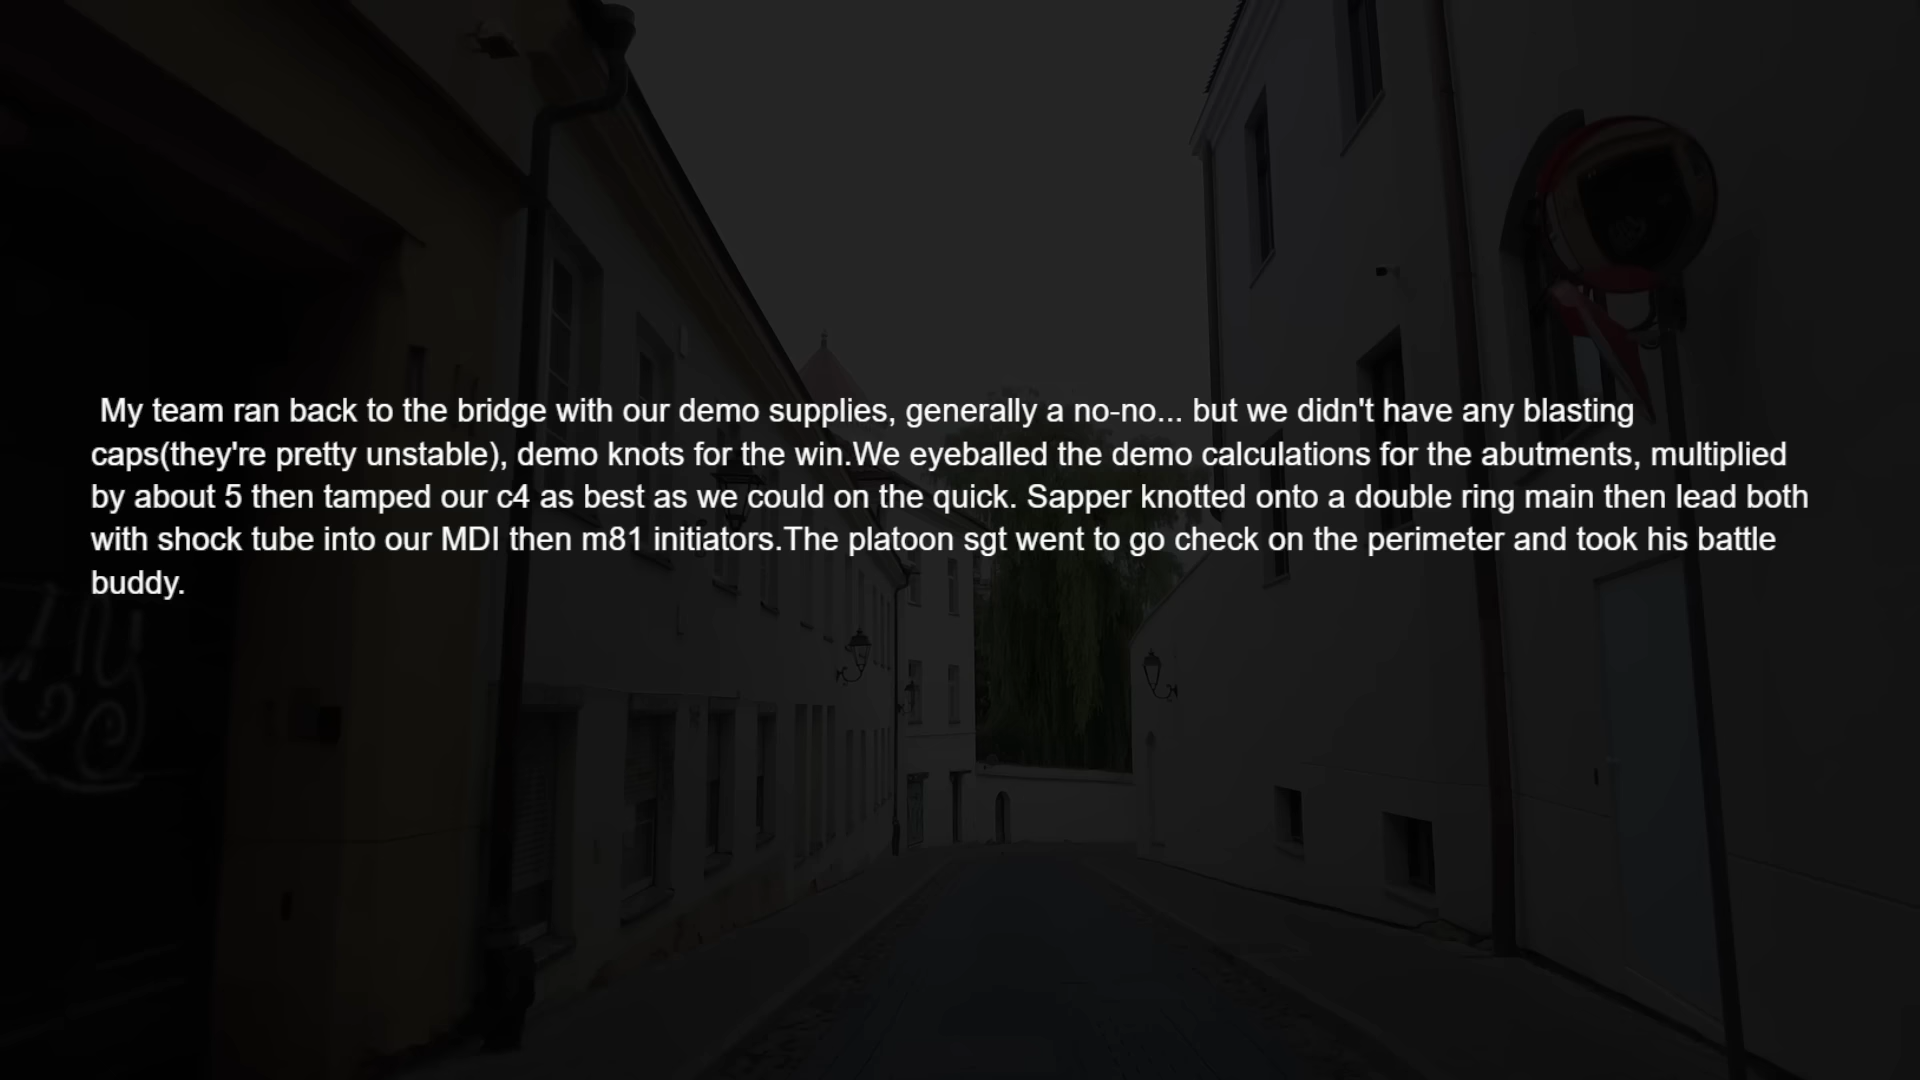 My team ran back to the bridge with our demo supplies, generally a no-no... but we didn't have any blasting
caps(they're pretty unstable), demo knots for the win.We eyeballed the demo calculations for the abutments, multiplied
by about 5 then tamped our c4 as best as we could on the quick. Sapper knotted onto a double ring main then lead both
with shock tube into our MDI then m81 initiators.The platoon sgt went to go check on the perimeter and took his battle
buddy.